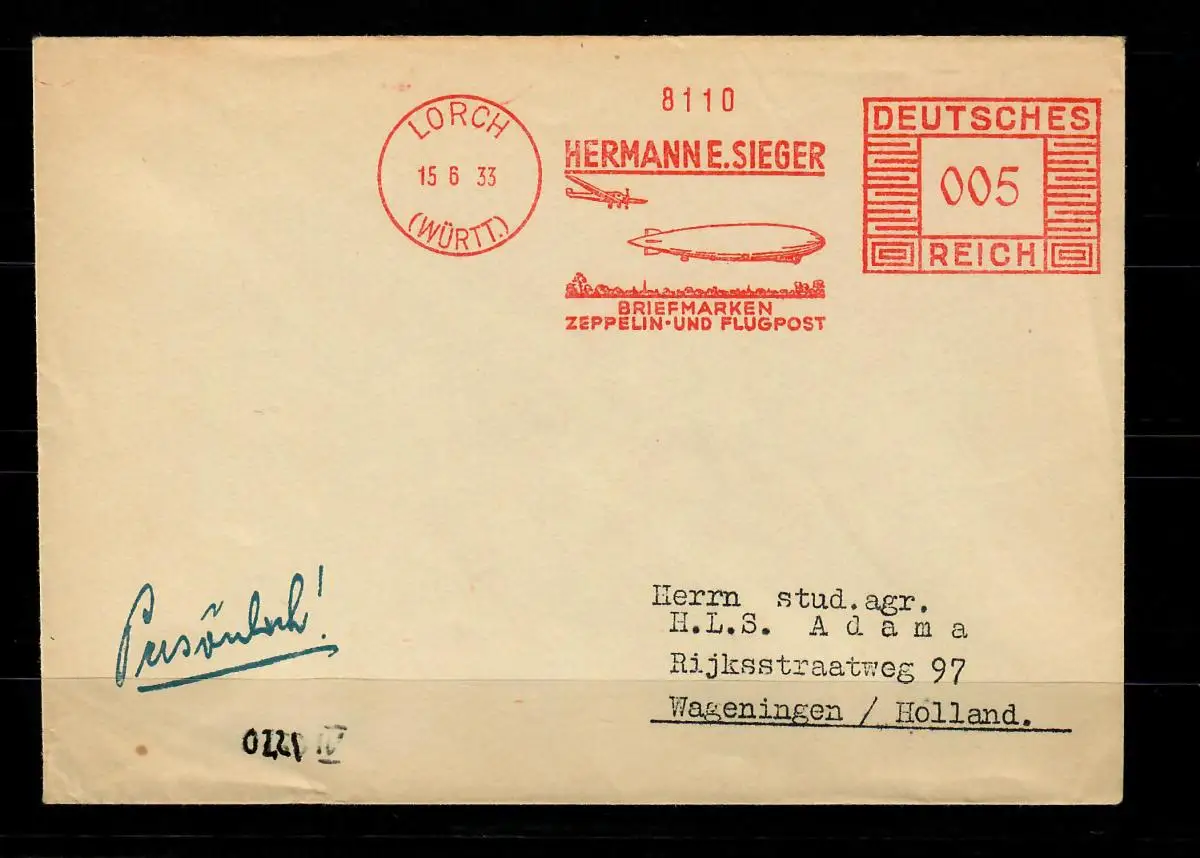 LORCH
15 6 33
(WÜRTT.)
8110
HERMANN E. SIEGER
BRIEFMARKEN
ZEPPELIN-UND FLUGPOST
DEUTSCHES
005
REICH
Persönlich!
Herrn stud.agr.
H.L.S. A d a m a
Rijksstraatweg 97
Wageningen / Holland.